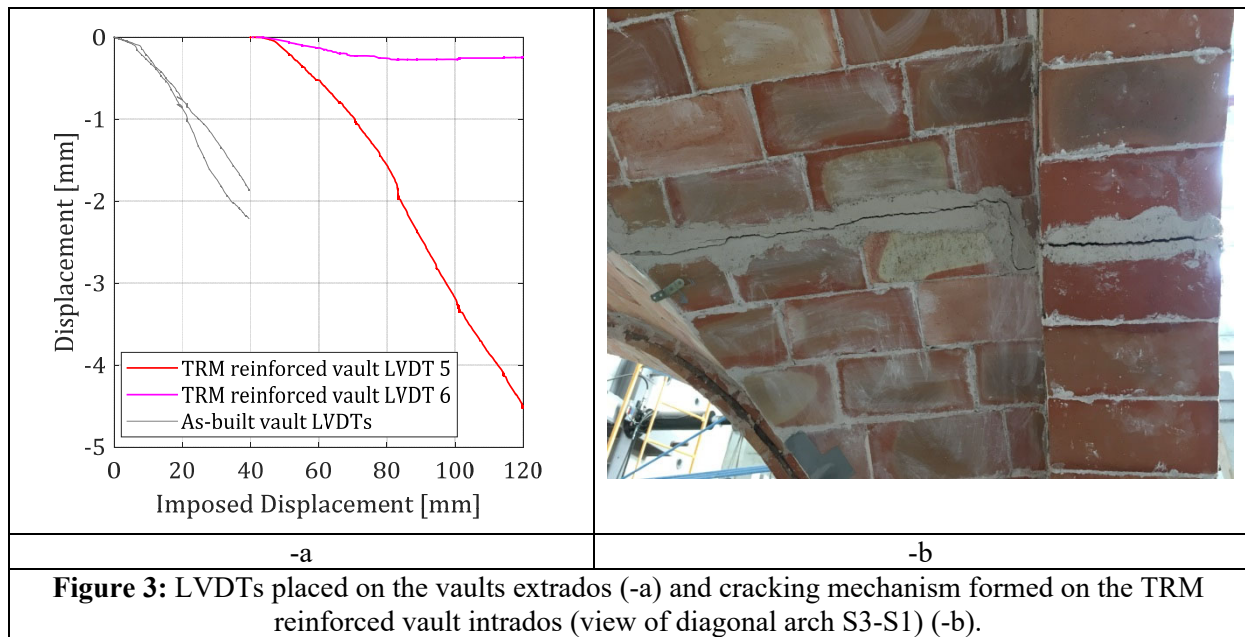 0
-1
-2
-3
-4
-5
Displacement [mm]
TRM reinforced vault LVDT 5
TRM reinforced vault LVDT 6
As-built vault LVDTs
0 20 40 60 80 100 120
Imposed Displacement [mm]
-a
-b
Figure 3: LVDTs placed on the vaults extrados (-a) and cracking mechanism formed on the TRM
reinforced vault intrados (view of diagonal arch S3-S1) (-b).